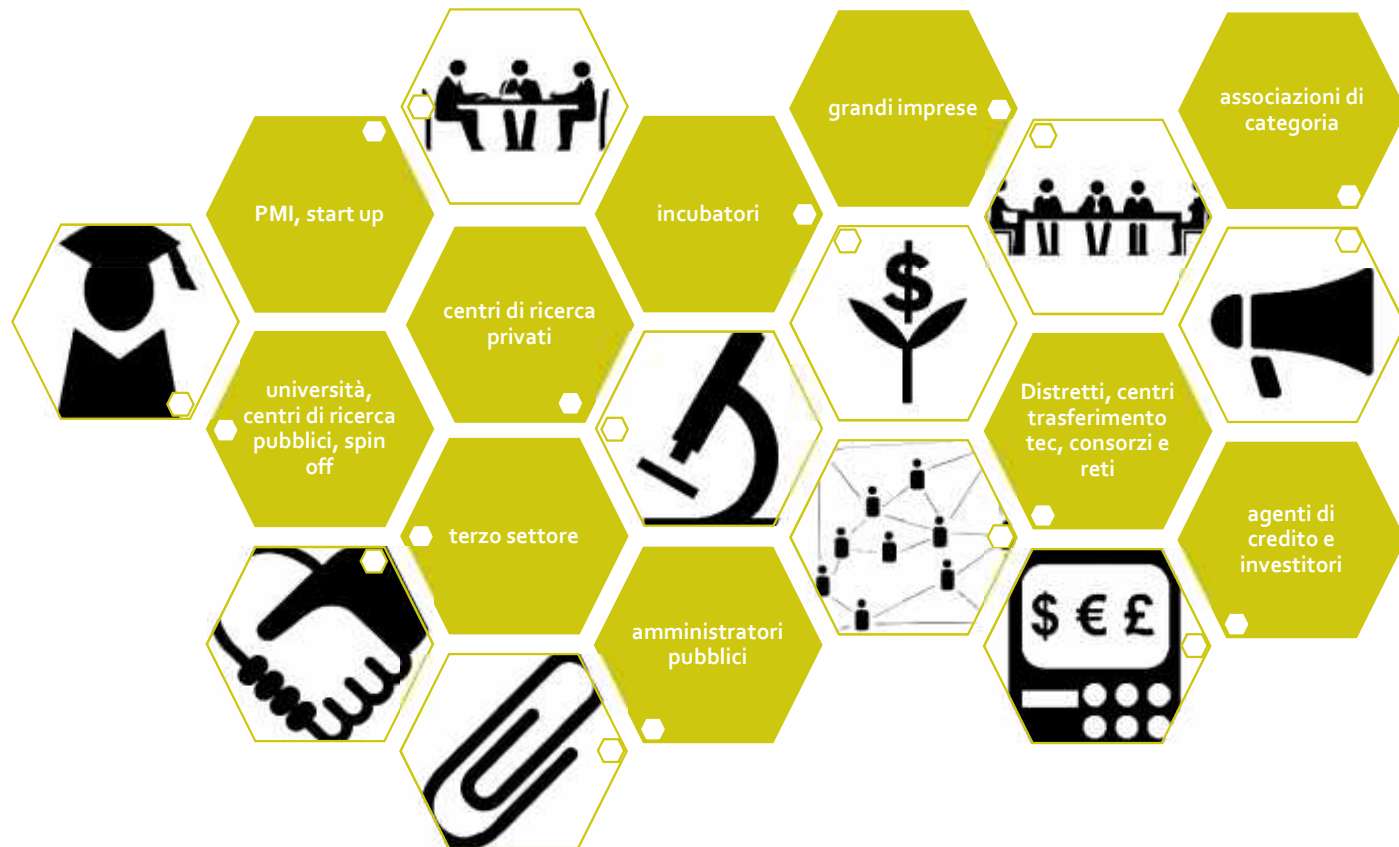 grandi imprese
associazioni di
categoria
PMI, start up
incubatori
$
centri di ricerca
privati
università,
centri di ricerca
pubblici, spin
off
Distretti, centri
trasferimento
tec, consorzi e
reti
terzo settore
agenti di
credito e
investitori
$ € £
amministratori
pubblici